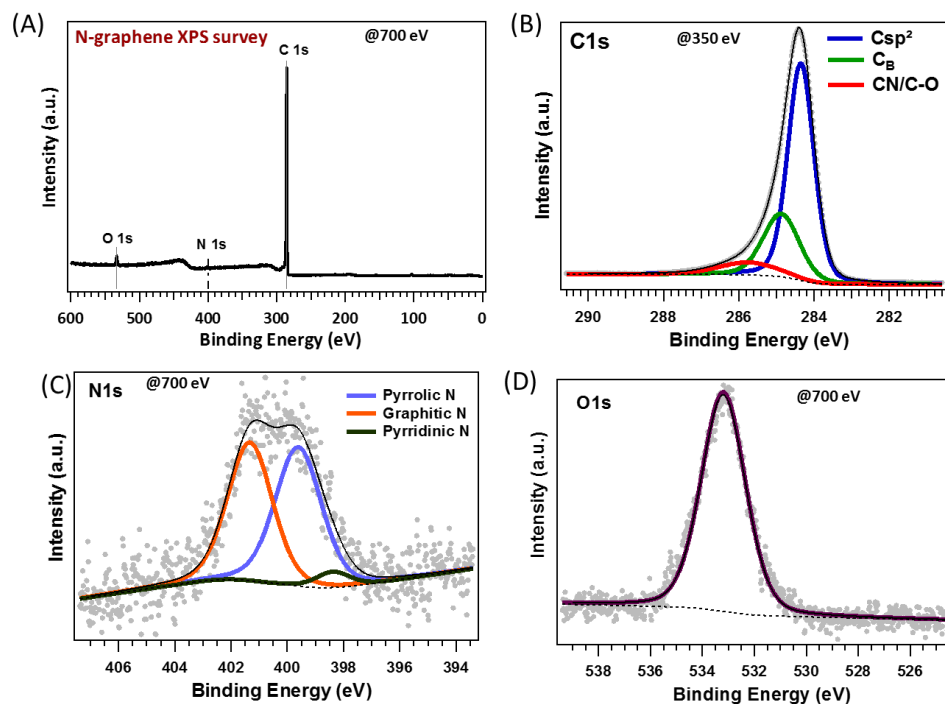 (A)
N-graphene XPS survey
@700 eV
C 1s
O 1s
N 1s
Intensity (a.u.)
600 500 400 300 200 100 0
Binding Energy (eV)
(B)
C1s
@350 eV
Csp²
C_B
CN/C-O
Intensity (a.u.)
290 288 286 284 282
Binding Energy (eV)
(C)
N1s
@700 eV
Pyrrolic N
Graphitic N
Pyrridinic N
Intensity (a.u.)
406 404 402 400 398 396 394
Binding Energy (eV)
(D)
O1s
@700 eV
Intensity (a.u.)
538 536 534 532 530 528 526
Binding Energy (eV)